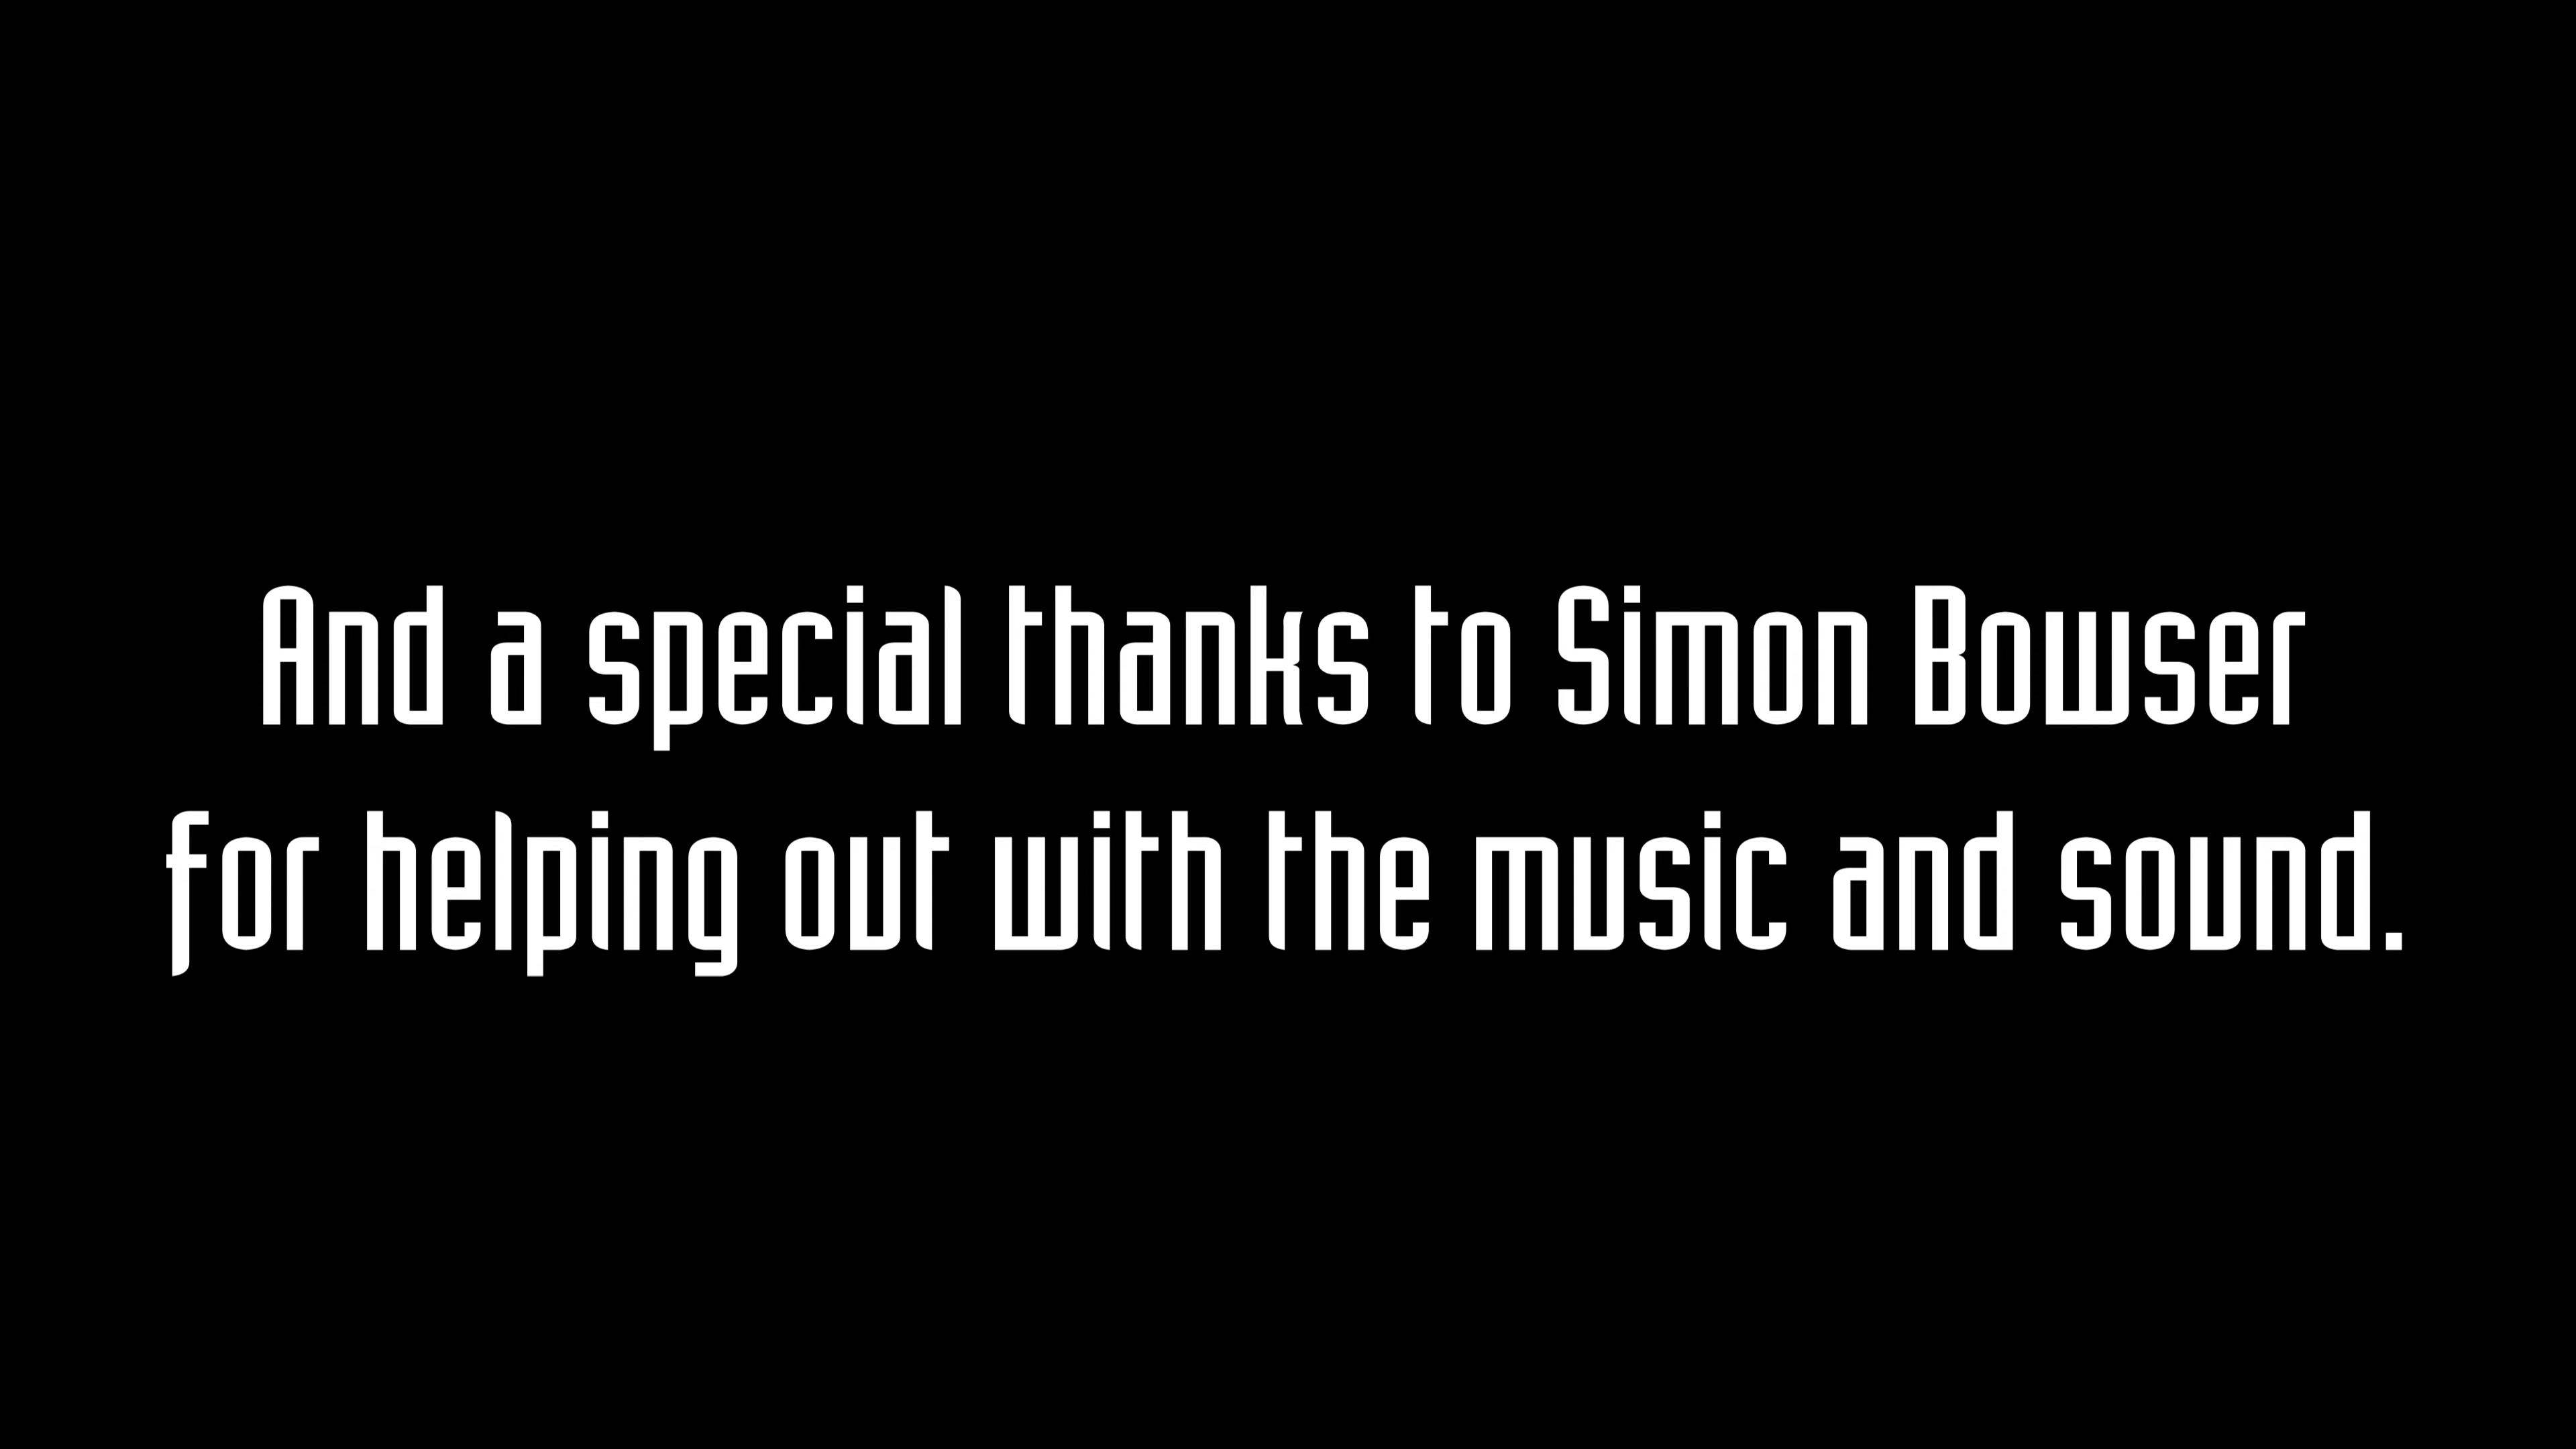 And a special thanks to Simon Bowser
for helping out with the music and sound.